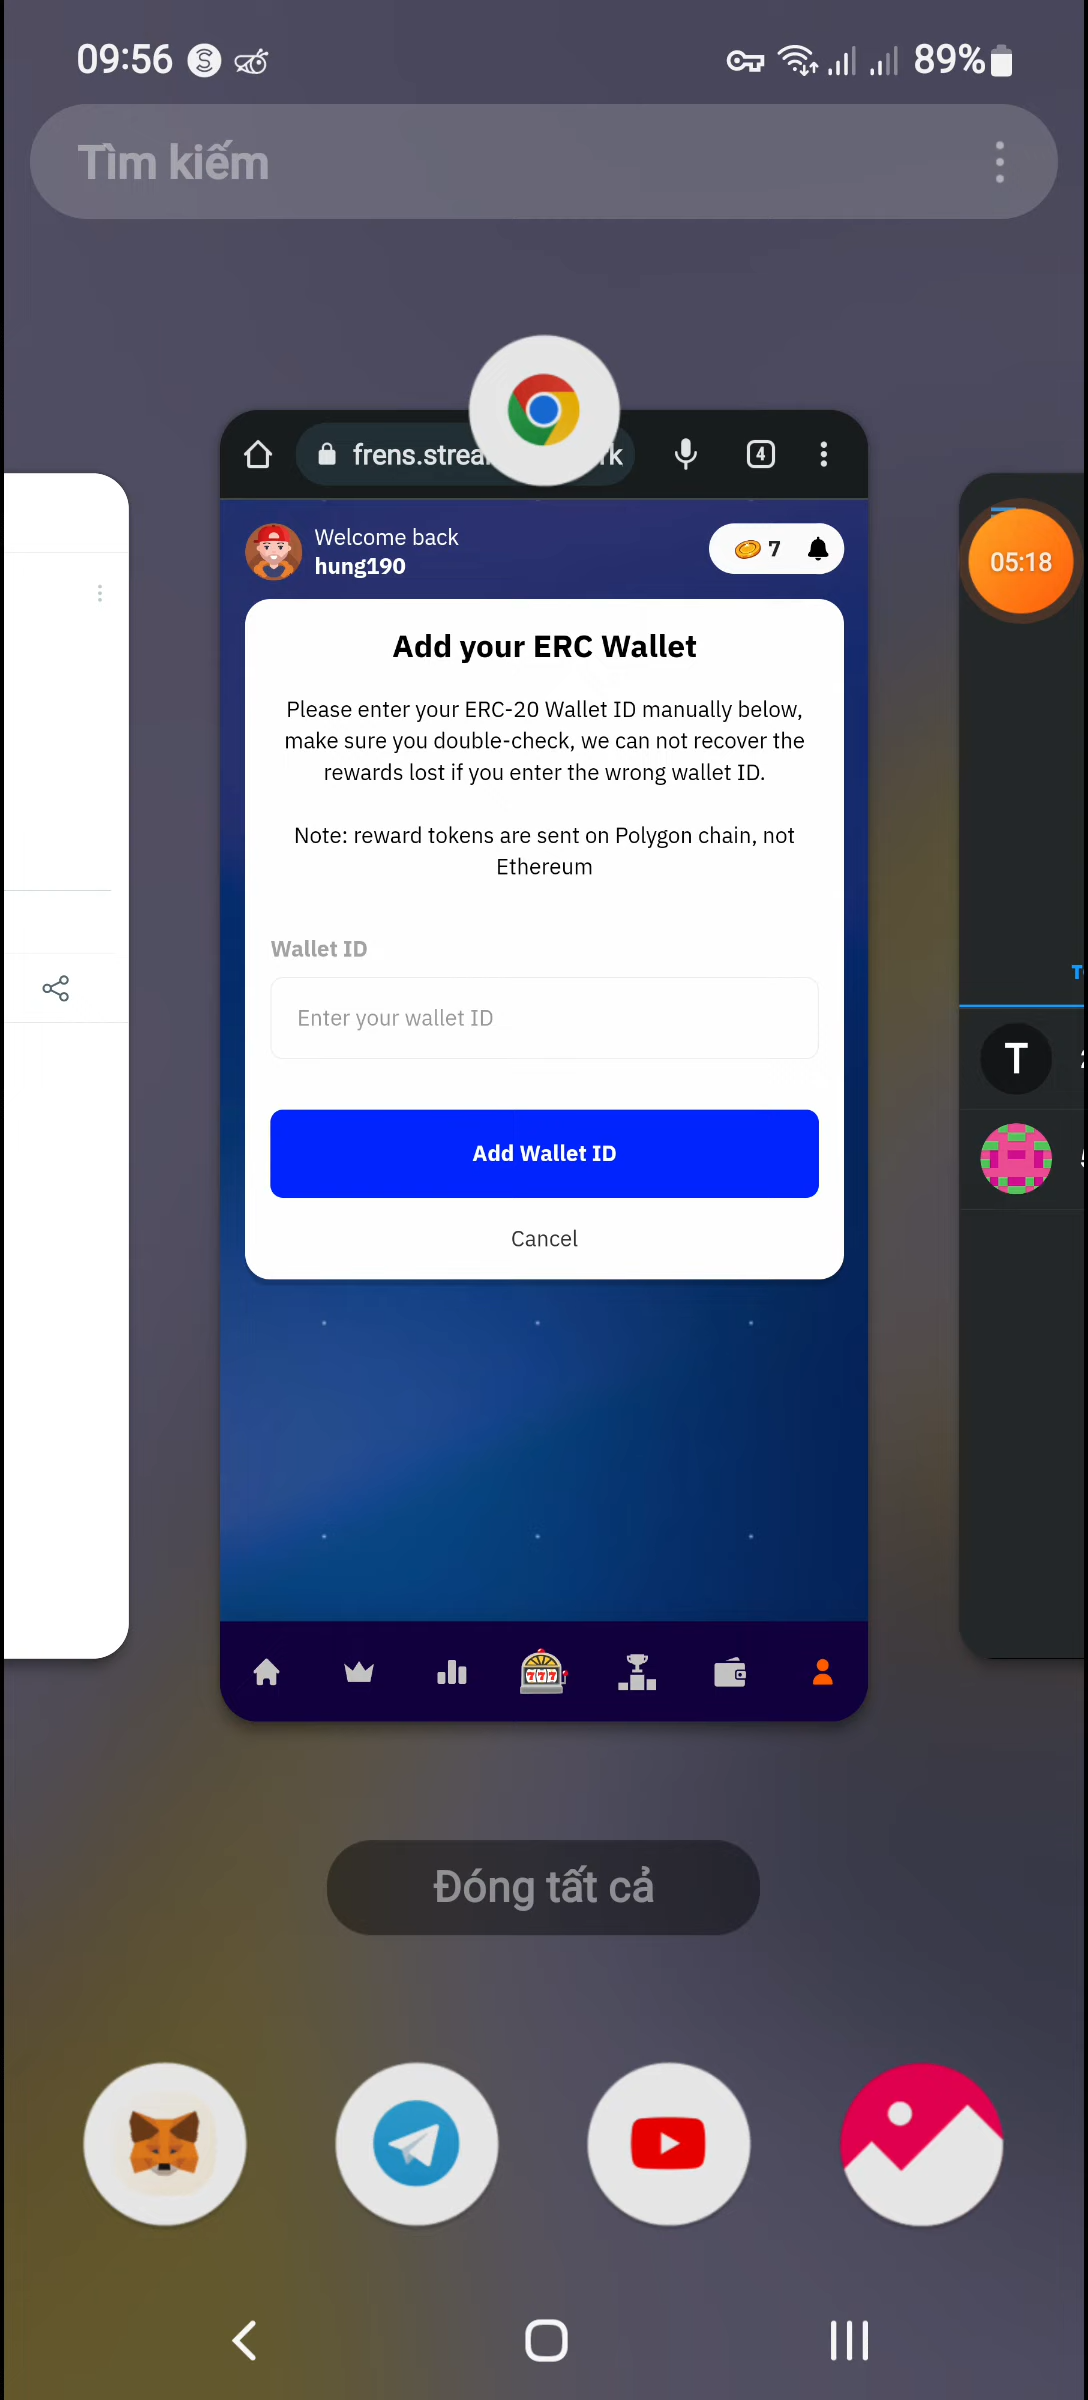 09:56
89%
Tìm kiếm
frens.strea
rk
4
Welcome back
hung190
7
05:18
Add your ERC Wallet
Please enter your ERC-20 Wallet ID manually below,
make sure you double-check, we can not recover the
rewards lost if you enter the wrong wallet ID.
Note: reward tokens are sent on Polygon chain, not
Ethereum
Wallet ID
Enter your wallet ID
T
Add Wallet ID
Cancel
777
Đóng tất cả